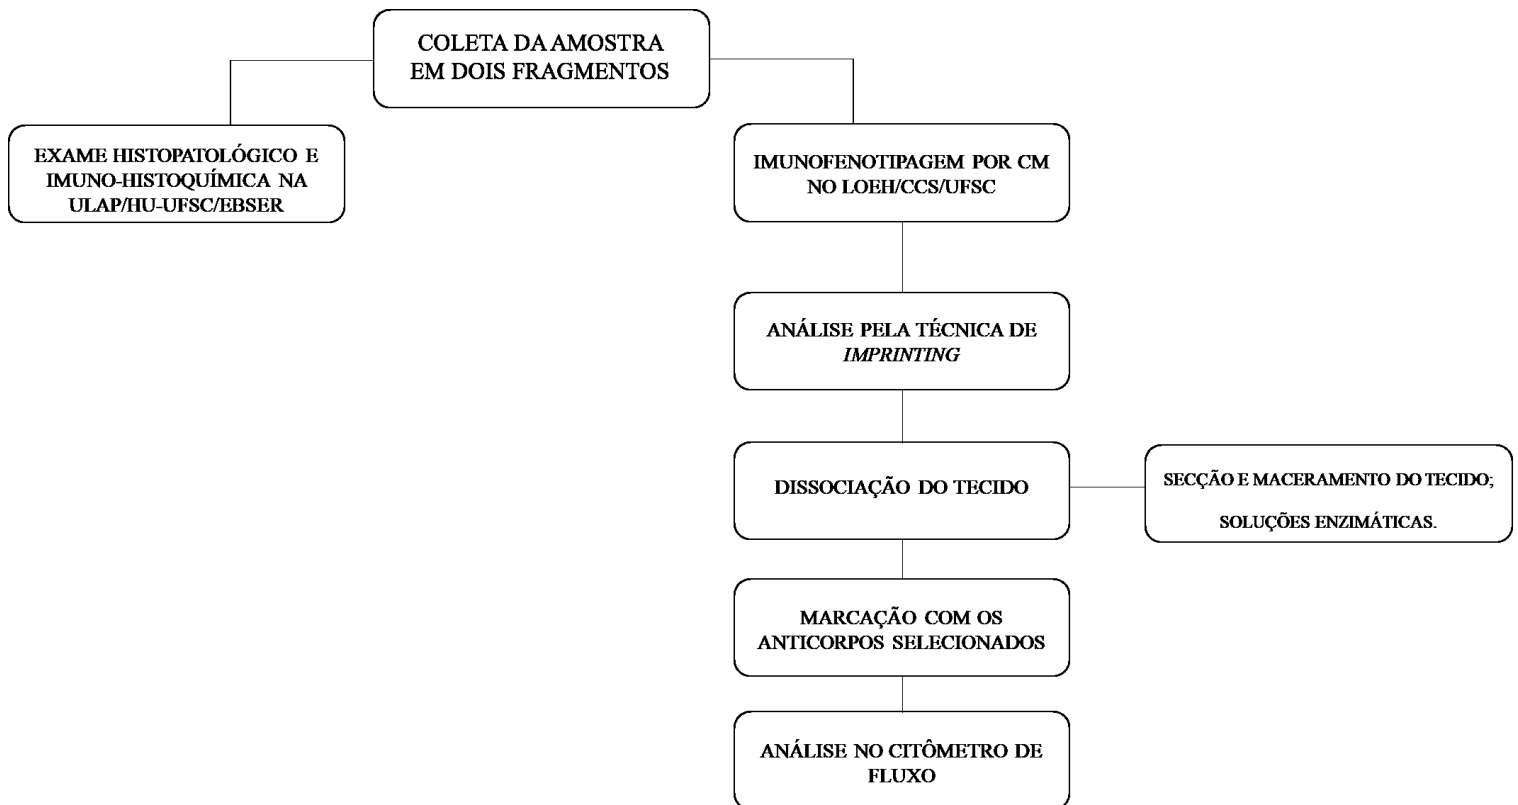 COLETA DA AMOSTRA
EM DOIS FRAGMENTOS
EXAME HISTOPATOLÓGICO E
IMUNO-HISTOQUÍMICA NA
ULAP/HU-UFSC/EBSER
IMUNOFENOTIPAGEM POR CM
NO LOEH/CCS/UFSC
ANÁLISE PELA TÉCNICA DE
IMPRINTING
DISSOCIAÇÃO DO TECIDO
SECÇÃO E MACERAMENTO DO TECIDO;
SOLUÇÕES ENZIMÁTICAS.
MARCAÇÃO COM OS
ANTICORPOS SELECIONADOS
ANÁLISE NO CITÔMETRO DE
FLUXO